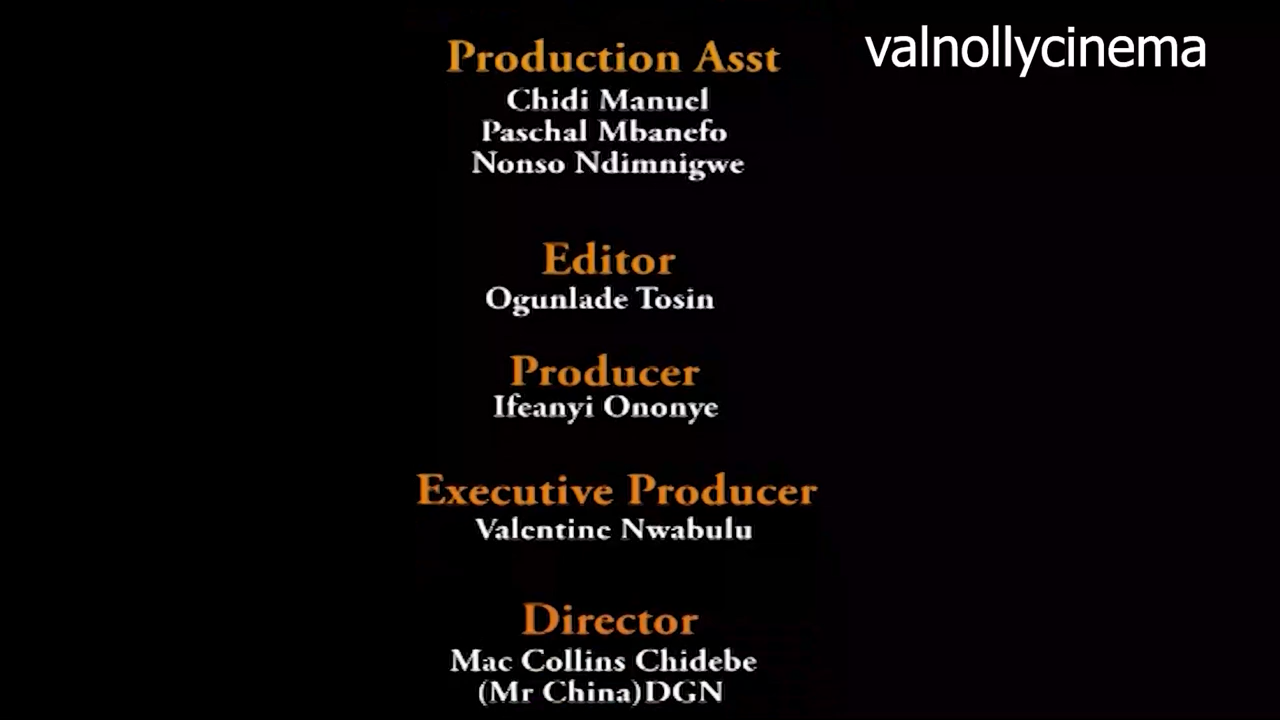 valnollycinema
Production Asst
Chidi Manuel
Paschal Mbanefo
Nonso Ndimnigwe
Editor
Ogunlade Tosin
Producer
Ifeanyi Ononye
Executive Producer
Valentine Nwabulu
Director
Mac Collins Chidebe
(Mr China)DGN